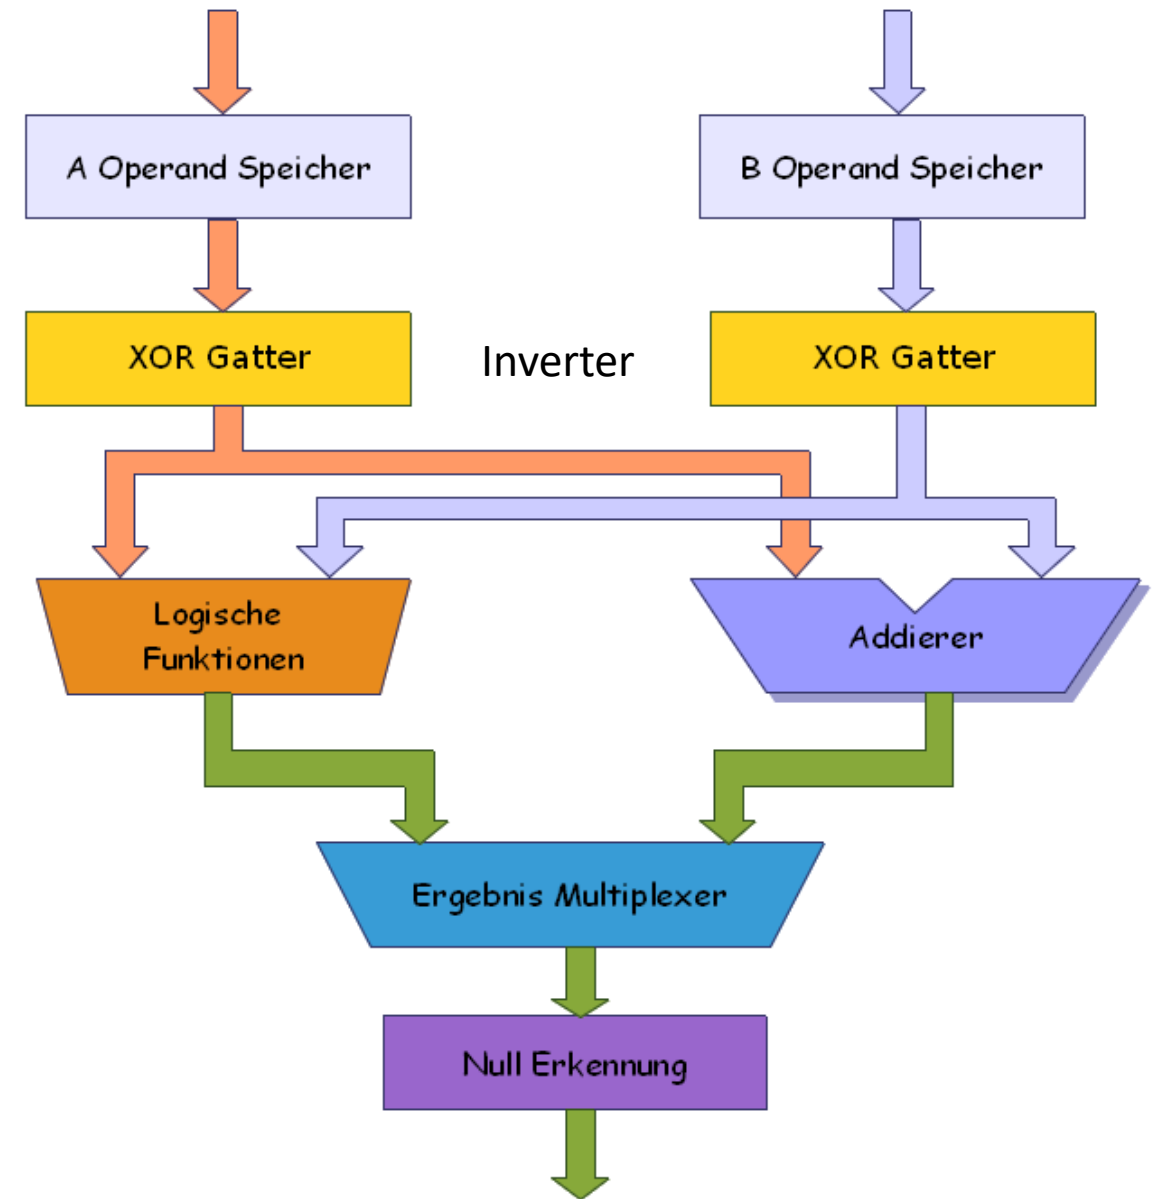 A Operand Speicher
B Operand Speicher
XOR Gatter
Inverter
XOR Gatter
Logische
Funktionen
Addierer
Ergebnis Multiplexer
Null Erkennung